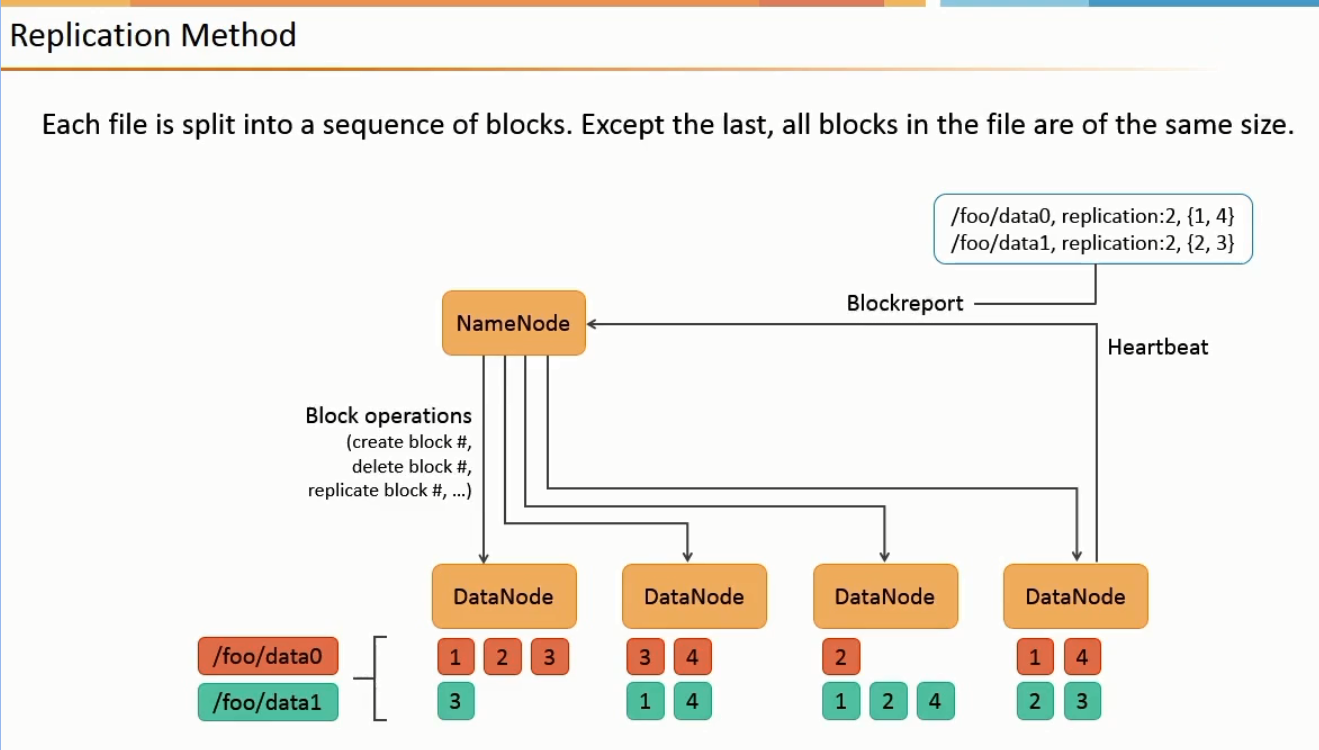 Replication Method
Each file is split into a sequence of blocks. Except the last, all blocks in the file are of the same size.
/foo/data0, replication:2, {1, 4}
/foo/data1, replication:2, {2, 3}
Blockreport
NameNode
Heartbeat
Block operations
(create block #,
delete block #,
replicate block #, ...)
DataNode DataNode DataNode DataNode
/foo/data0 1 2 3 3 4 2 1 4
/foo/data1 3 1 4 1 2 4 2 3